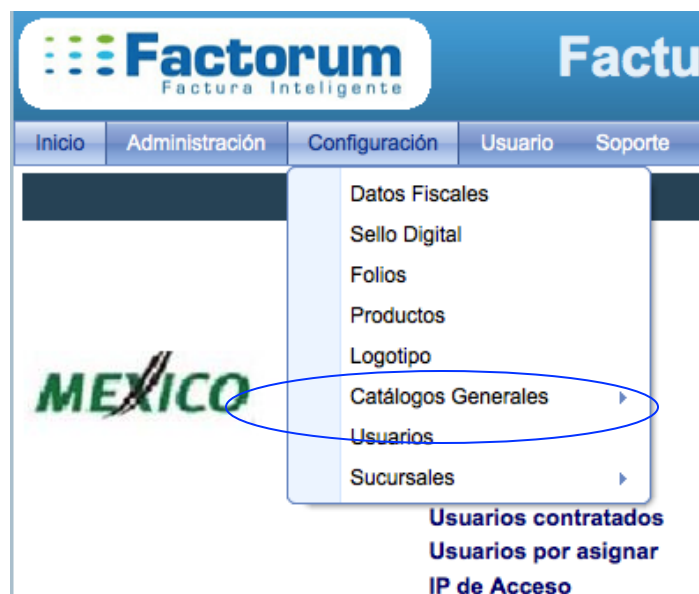 Factorum
Factura Inteligente
Factu
Inicio Administración Configuración Usuario Soporte
Datos Fiscales
Sello Digital
Folios
Productos
Logotipo
MEXICO
Catálogos Generales
Usuarios
Sucursales
Usuarios contratados
Usuarios por asignar
IP de Acceso